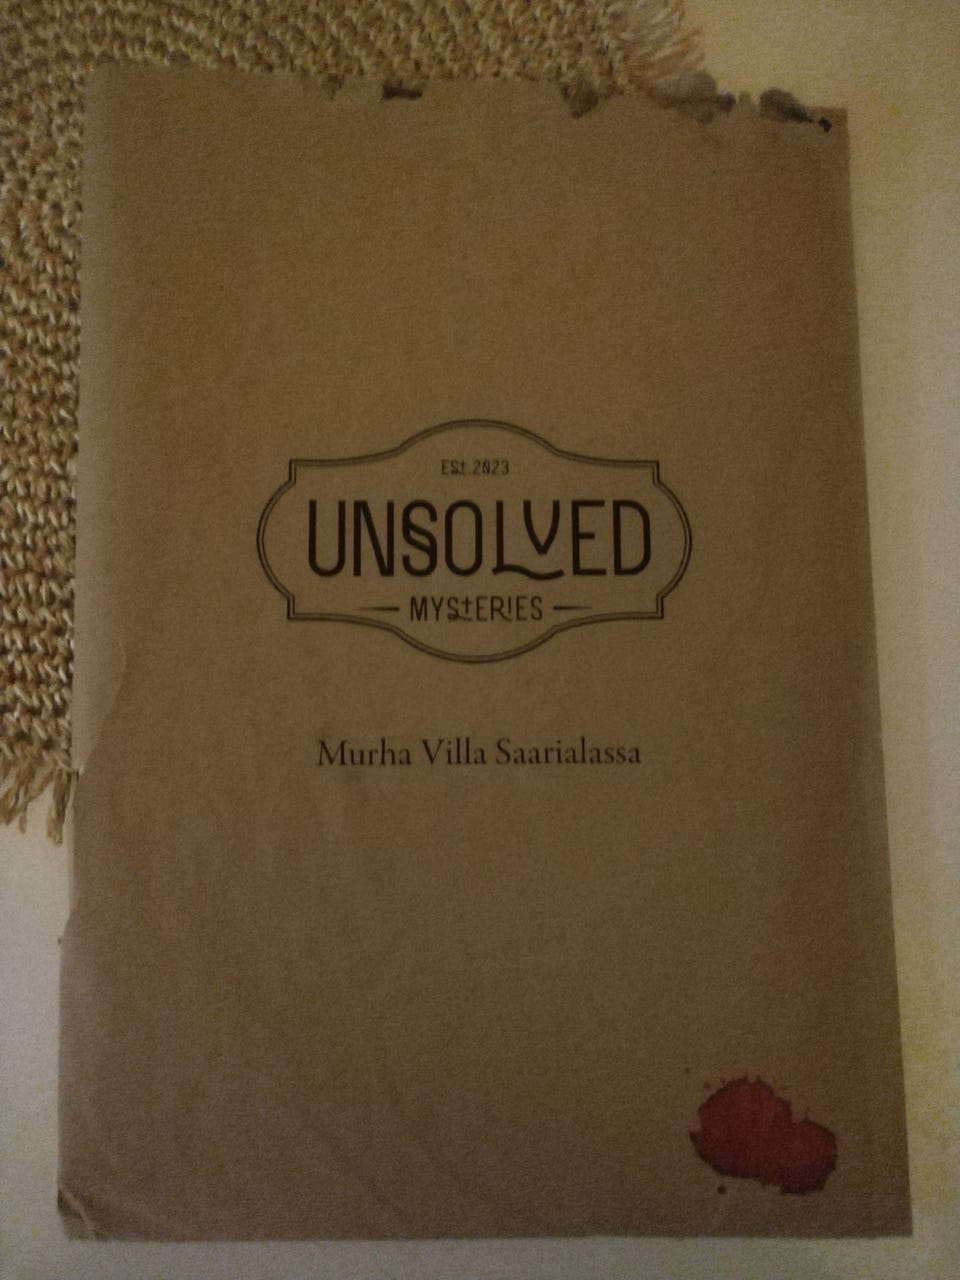 Est. 2023
UNSOLVED
MYSTERIES
Murha Villa Saarialassa